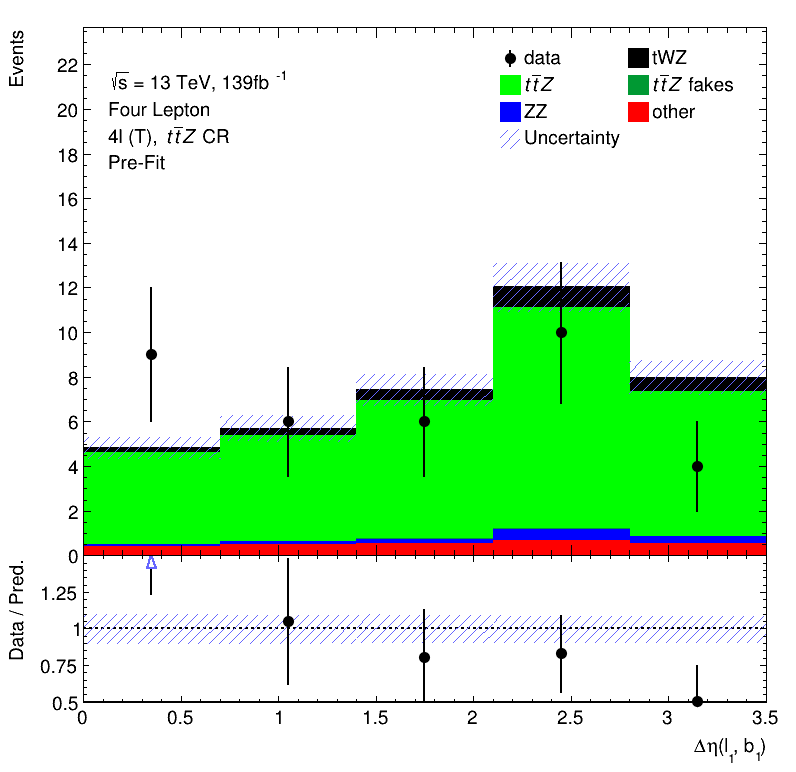 Events
22
20
18
16
14
12
10
8
6
4
2
0
√s = 13 TeV, 139fb⁻¹
Four Lepton
4l (T), tt̄Z CR
Pre-Fit
data
tWZ
tt̄Z
tt̄Z fakes
ZZ
other
Uncertainty
Data / Pred.
1.25
1
0.75
0.5
0 0.5 1 1.5 2 2.5 3 3.5
Δη(l₁, b₁)